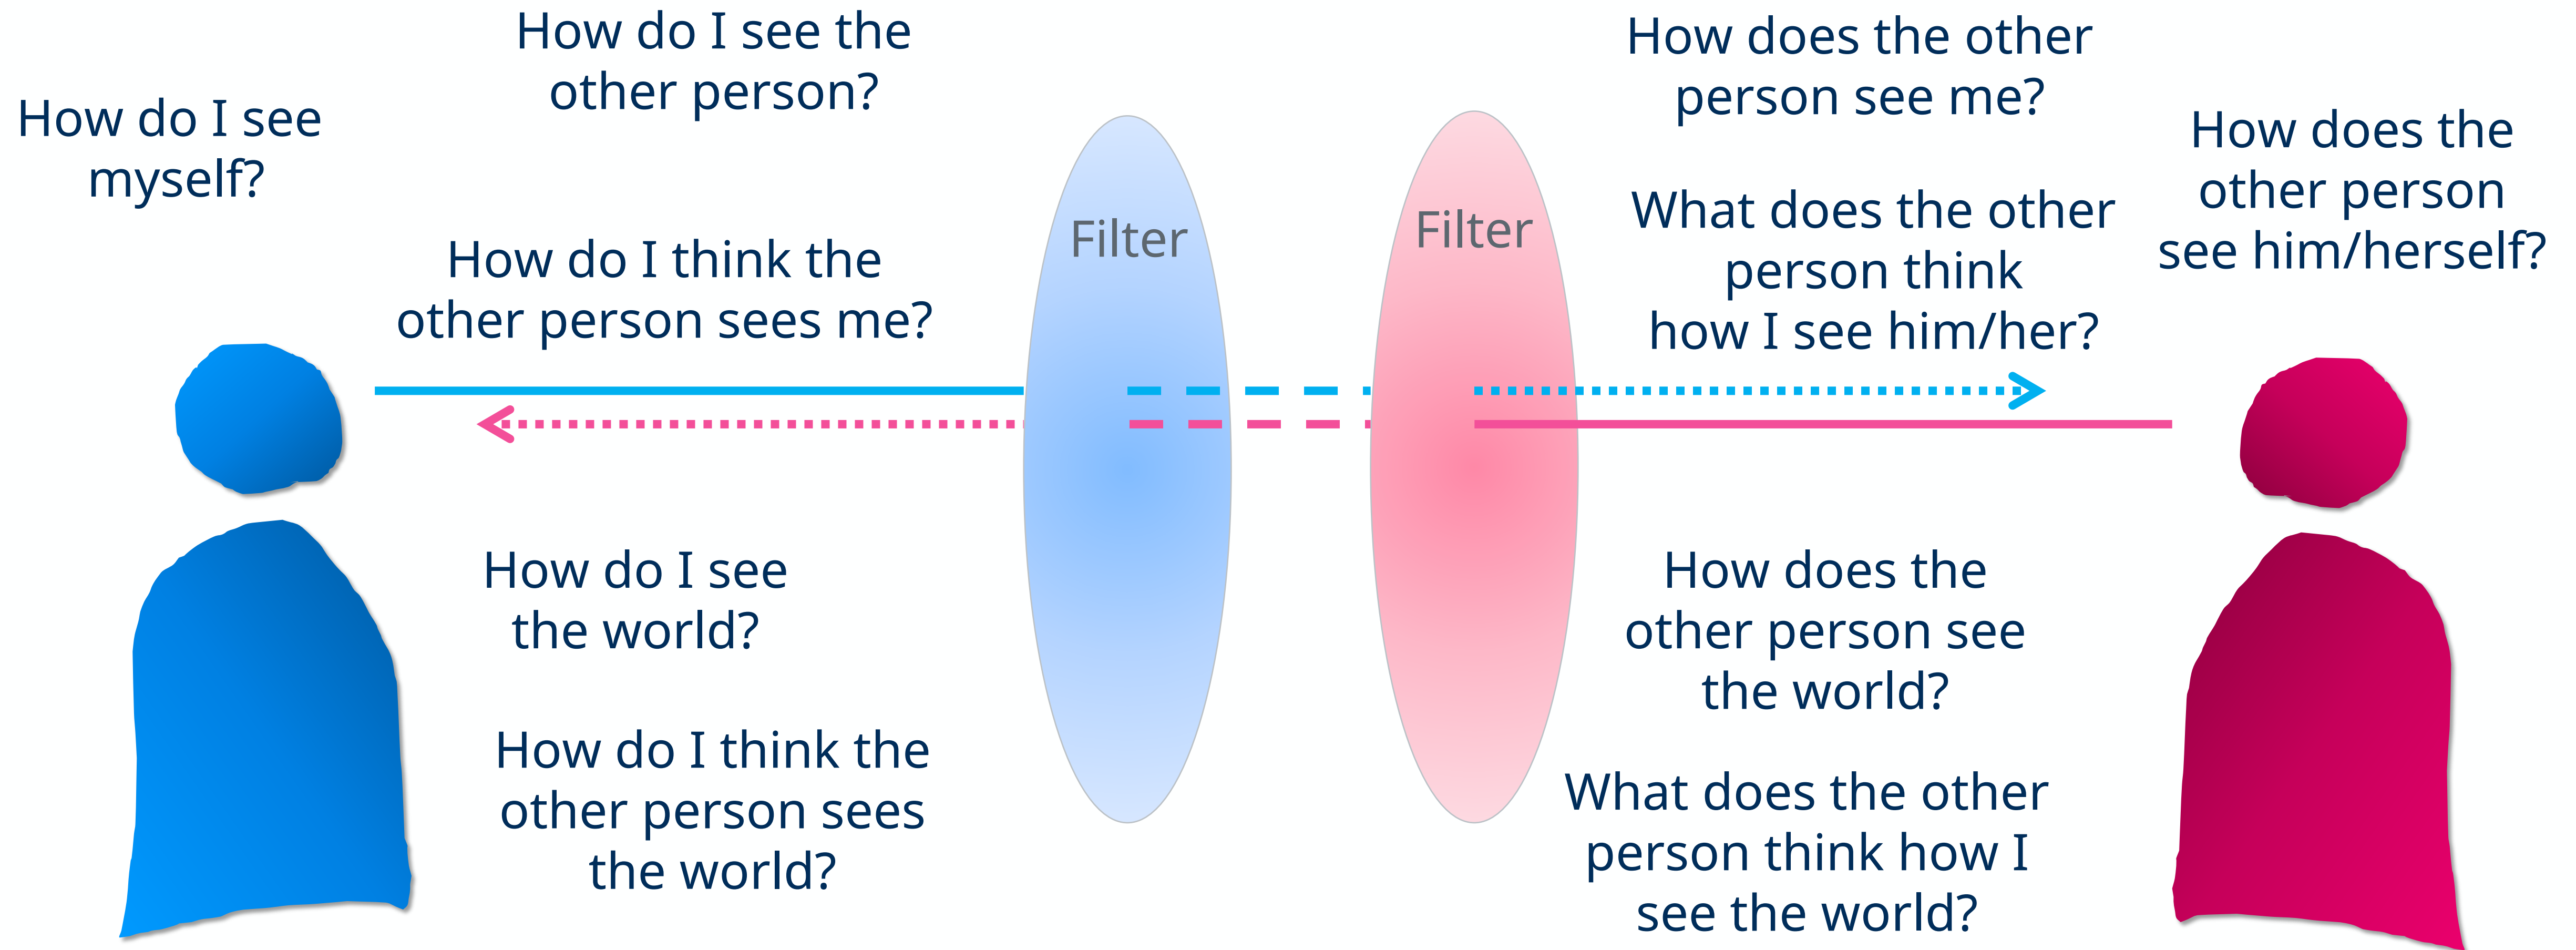 How do I see
myself?
How do I see the
other person?
How do I think the
other person sees me?
How do I see
the world?
How do I think the
other person sees
the world?
Filter
Filter
How does the other
person see me?
What does the other
person think
how I see him/her?
How does the
other person
see him/herself?
How does the
other person see
the world?
What does the other
person think how I
see the world?